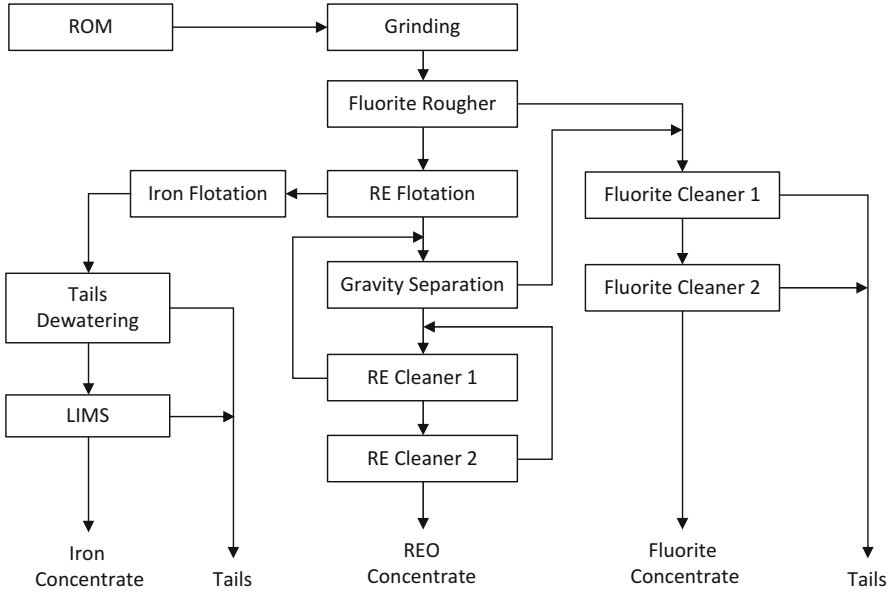 ROM
Grinding
Fluorite Rougher
Iron Flotation
RE Flotation
Fluorite Cleaner 1
Tails
Dewatering
Gravity Separation
Fluorite Cleaner 2
RE Cleaner 1
LIMS
RE Cleaner 2
Iron
Concentrate
Tails
REO
Concentrate
Fluorite
Concentrate
Tails